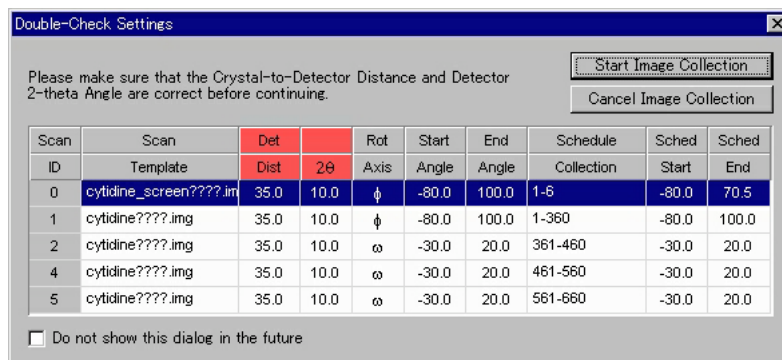 Double-Check Settings
Please make sure that the Crystal-to-Detector Distance and Detector
2-theta Angle are correct before continuing.
Start Image Collection
Cancel Image Collection
Scan Scan Det Rot Start End Schedule Sched Sched
ID Template Dist 2θ Axis Angle Angle Collection Start End
0 cytidine_screen????.im 35.0 10.0 ϕ -80.0 100.0 1-6 -80.0 70.5
1 cytidine????.img 35.0 10.0 ϕ -80.0 100.0 1-360 -80.0 100.0
2 cytidine????.img 35.0 10.0 ω -30.0 20.0 361-460 -30.0 20.0
4 cytidine????.img 35.0 10.0 ω -30.0 20.0 461-560 -30.0 20.0
5 cytidine????.img 35.0 10.0 ω -30.0 20.0 561-660 -30.0 20.0
Do not show this dialog in the future